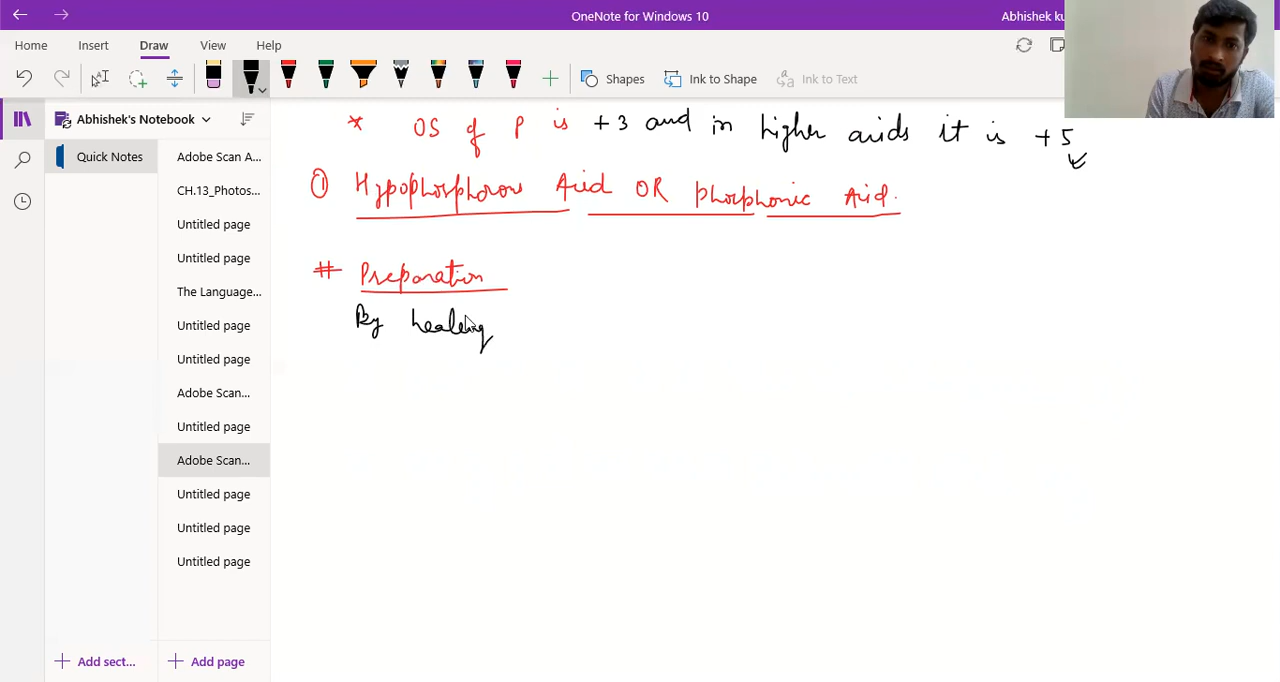 OneNote for Windows 10
Abhishek ku
Home Insert Draw View Help
Shapes Ink to Shape Ink to Text
Abhishek's Notebook
Quick Notes
Adobe Scan A...
CH.13_Photos...
Untitled page
Untitled page
The Language...
Untitled page
Untitled page
Adobe Scan...
Untitled page
Adobe Scan...
Untitled page
Untitled page
Untitled page
Add sect...
Add page
* OS of P is +3 and in higher acids it is +5
① Hypophosphorous Acid OR phosphonic Acid.
# Preparation
By heating